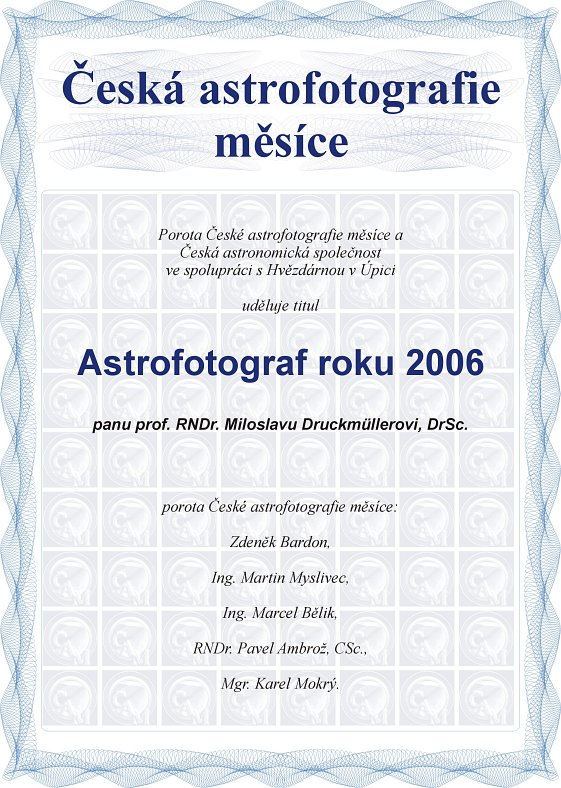 Česká astrofotografie
měsíce
Porota České astrofotografie měsíce a
Česká astronomická společnost
ve spolupráci s Hvězdárnou v Úpici
uděluje titul
Astrofotograf roku 2006
panu prof. RNDr. Miloslavu Druckmüllerovi, DrSc.
porota České astrofotografie měsíce:
Zdeněk Bardon,
Ing. Martin Myslivec,
Ing. Marcel Bělík,
RNDr. Pavel Ambrož, CSc.,
Mgr. Karel Mokrý.